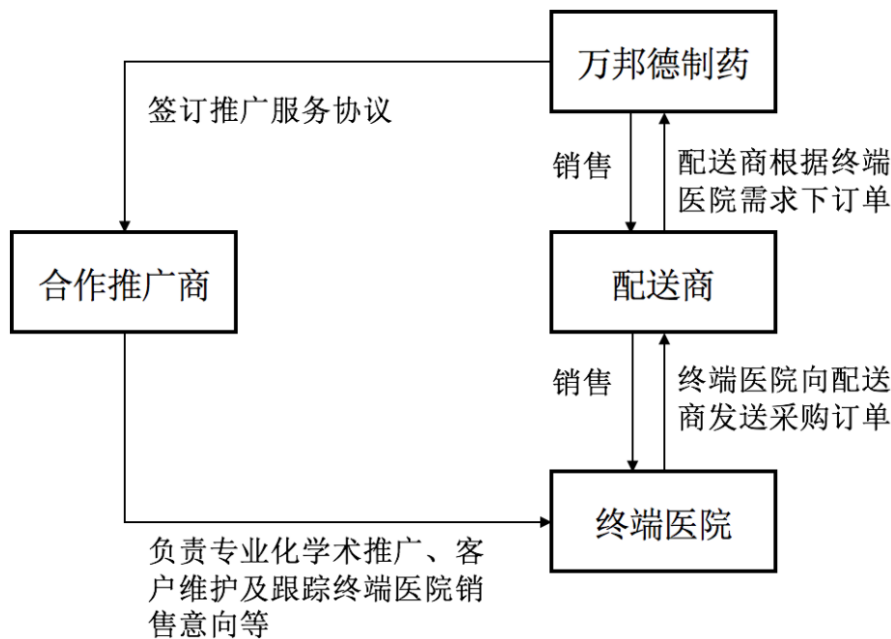 万邦德制药
签订推广服务协议
销售
配送商根据终端
医院需求下订单
合作推广商
配送商
销售
终端医院向配送
商发送采购订单
终端医院
负责专业化学术推广、客
户维护及跟踪终端医院销
售意向等